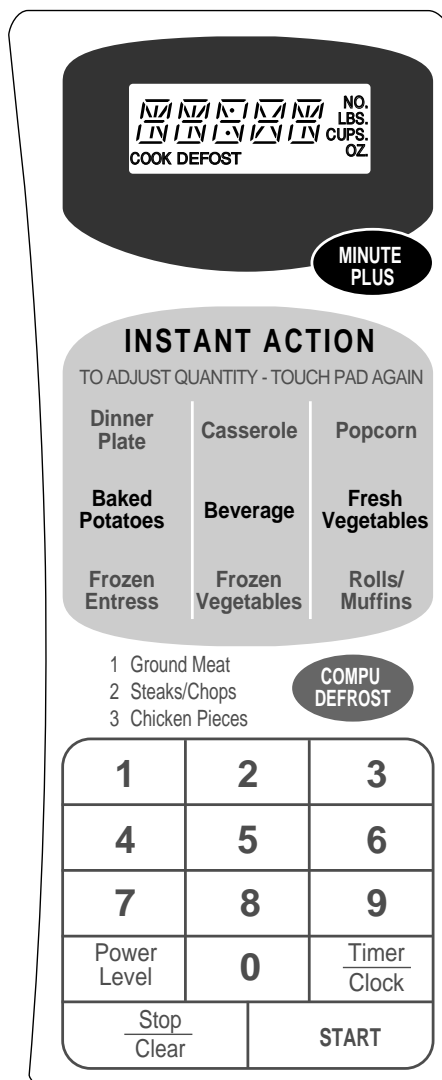 NO.
LBS.
CUPS.
OZ.
COOK DEFOST
MINUTE
PLUS
INSTANT ACTION
TO ADJUST QUANTITY - TOUCH PAD AGAIN
Dinner
Plate
Casserole
Popcorn
Baked
Potatoes
Beverage
Fresh
Vegetables
Frozen
Entress
Frozen
Vegetables
Rolls/
Muffins
1 Ground Meat
2 Steaks/Chops
3 Chicken Pieces
COMPU
DEFROST
1 2 3
4 5 6
7 8 9
Power
Level
0
Timer
Clock
Stop
Clear
START